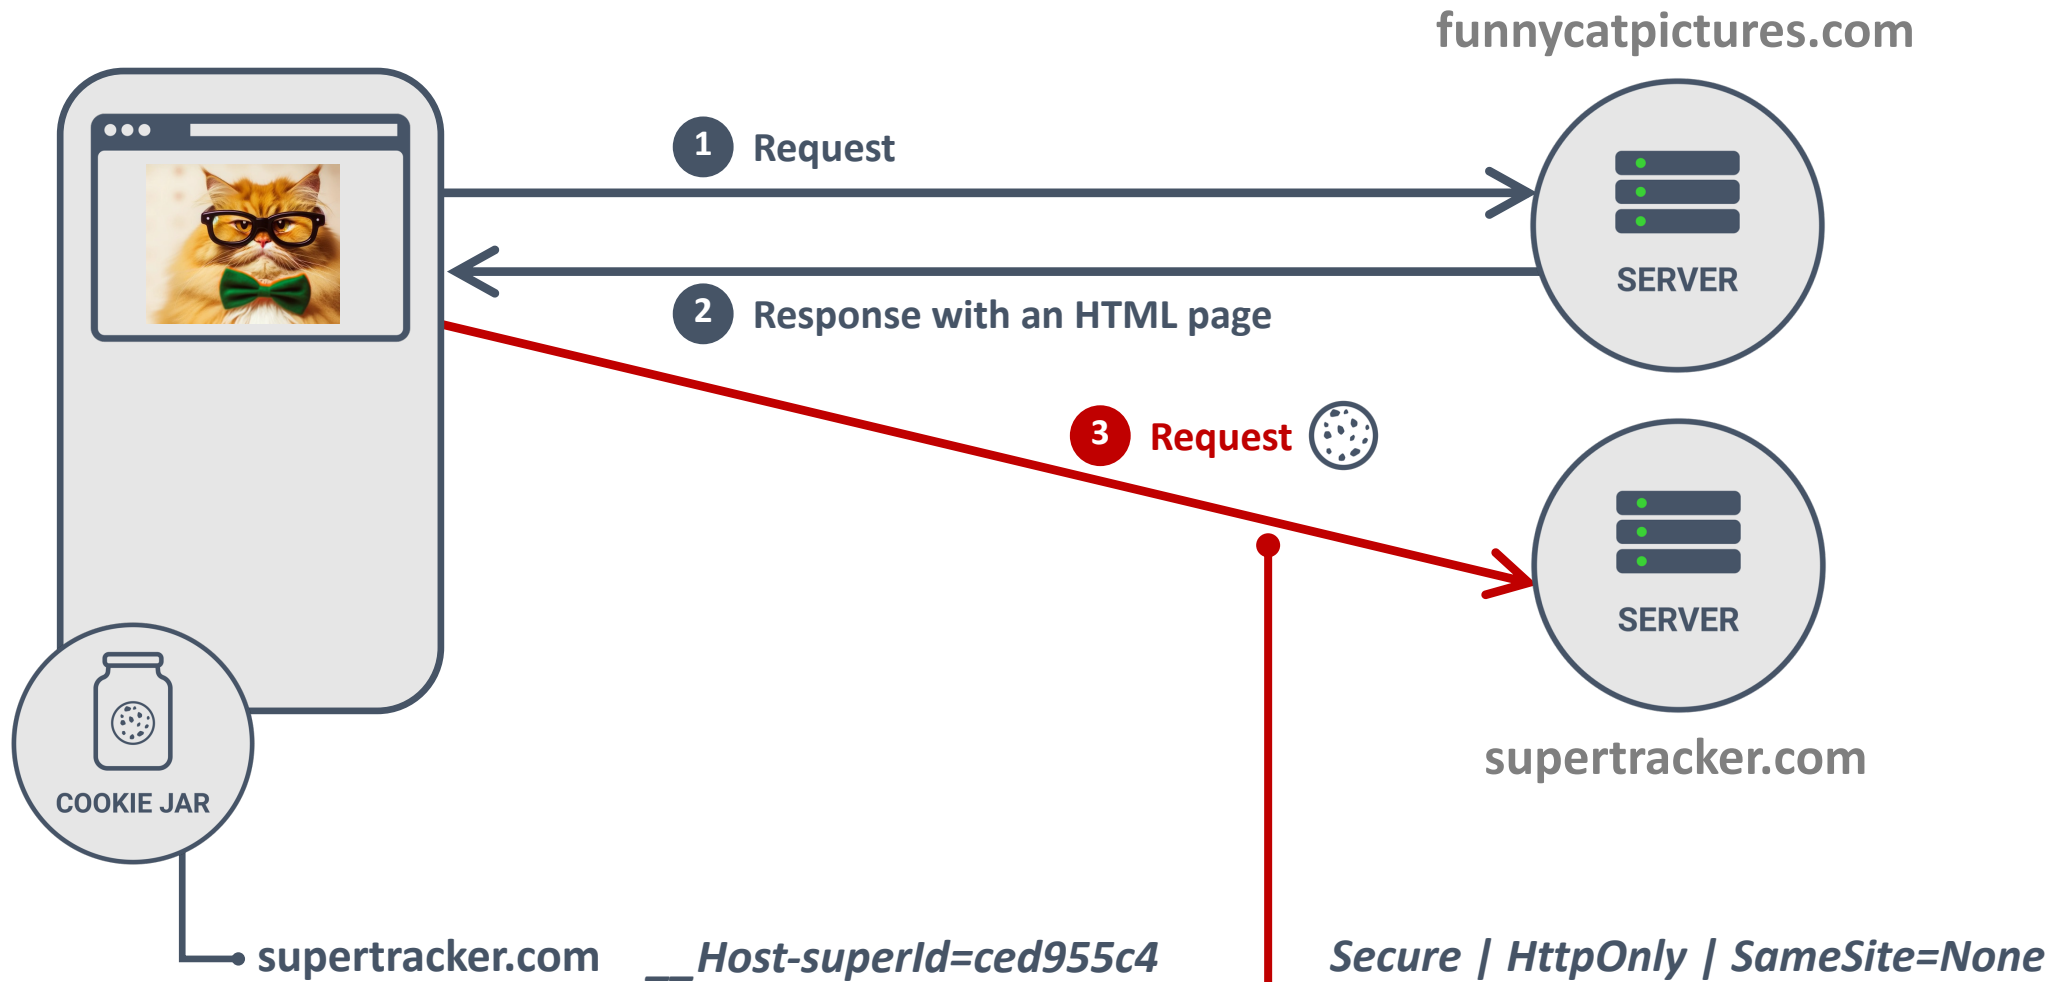 funnycatpictures.com
1 Request
SERVER
2 Response with an HTML page
3 Request
SERVER
supertracker.com
COOKIE JAR
supertracker.com __Host-superId=ced955c4 Secure | HttpOnly | SameSite=None